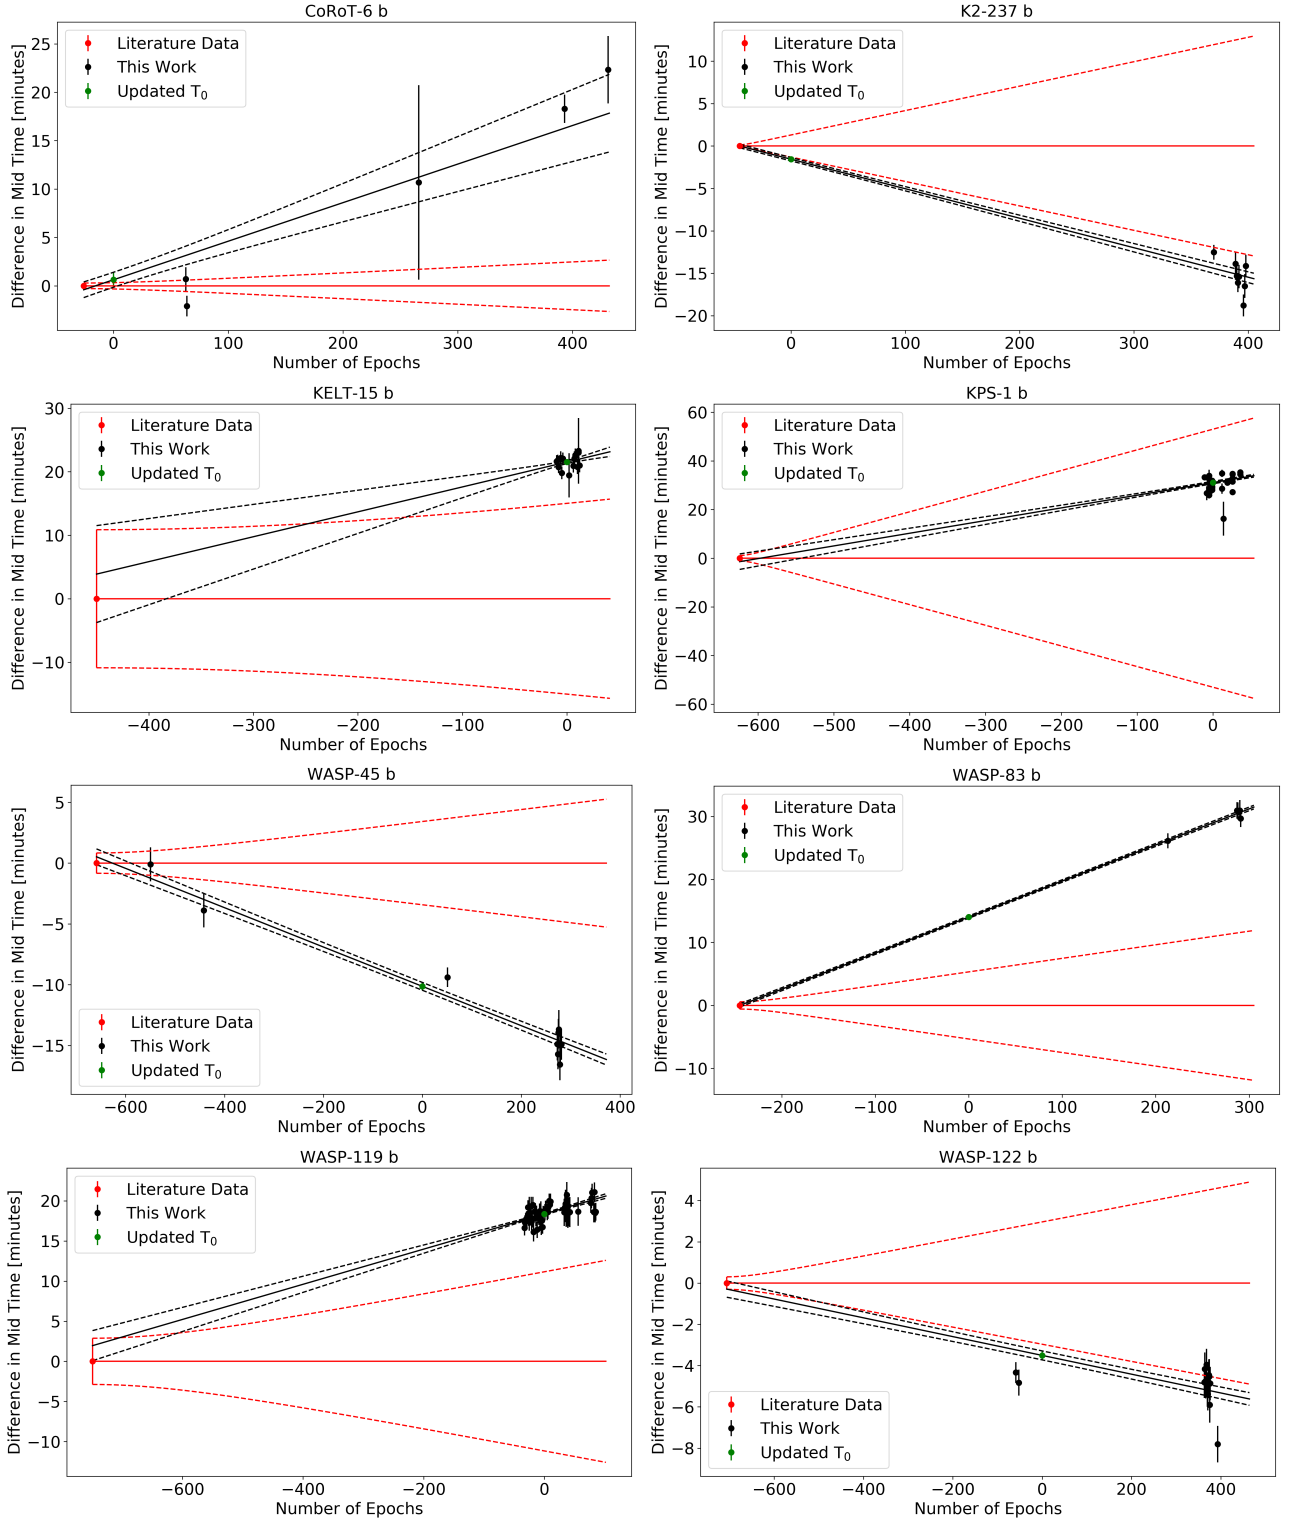 CoRoT-6 b
Difference in Mid Time [minutes]
25
20
15
10
5
0
Literature Data
This Work
Updated T₀
0 100 200 300 400
Number of Epochs
K2-237 b
Difference in Mid Time [minutes]
10
5
0
−5
−10
−15
−20
Literature Data
This Work
Updated T₀
0 100 200 300 400
Number of Epochs
KELT-15 b
Difference in Mid Time [minutes]
30
20
10
0
−10
Literature Data
This Work
Updated T₀
−400 −300 −200 −100 0
Number of Epochs
KPS-1 b
Difference in Mid Time [minutes]
60
40
20
0
−20
−40
−60
Literature Data
This Work
Updated T₀
−600 −500 −400 −300 −200 −100 0
Number of Epochs
WASP-45 b
Difference in Mid Time [minutes]
5
0
−5
−10
−15
Literature Data
This Work
Updated T₀
−600 −400 −200 0 200 400
Number of Epochs
WASP-83 b
Difference in Mid Time [minutes]
30
20
10
0
−10
Literature Data
This Work
Updated T₀
−200 −100 0 100 200 300
Number of Epochs
WASP-119 b
Difference in Mid Time [minutes]
20
15
10
5
0
−5
−10
Literature Data
This Work
Updated T₀
−600 −400 −200 0
Number of Epochs
WASP-122 b
Difference in Mid Time [minutes]
4
2
0
−2
−4
−6
−8
Literature Data
This Work
Updated T₀
−600 −400 −200 0 200 400
Number of Epochs